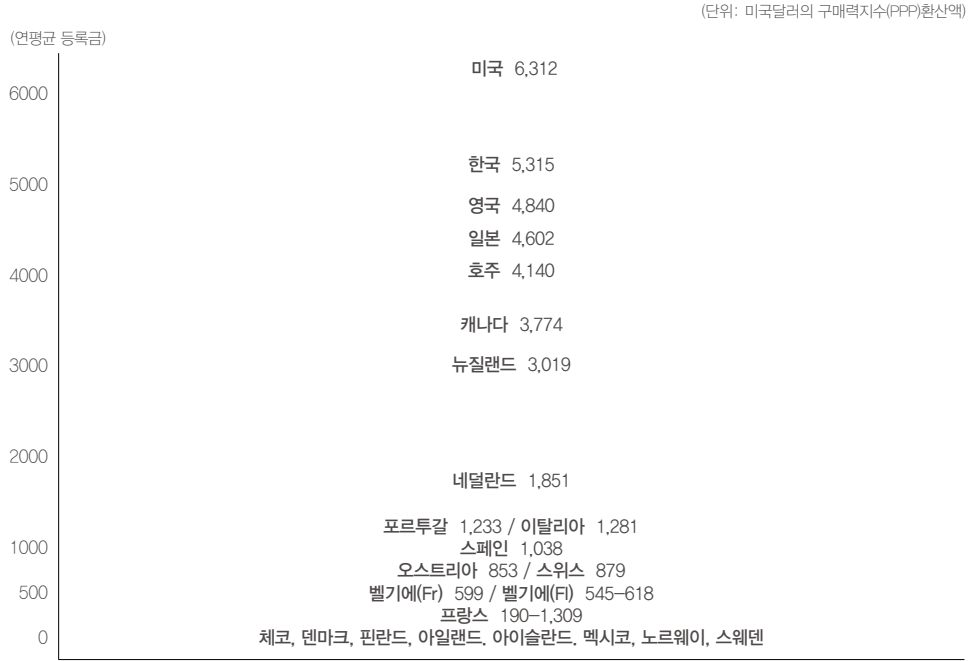 (단위: 미국달러의 구매력지수(PPP)환산액)
(연평균 등록금)
미국 6,312
6000
한국 5,315
5000
영국 4,840
일본 4,602
호주 4,140
4000
캐나다 3,774
뉴질랜드 3,019
3000
2000
네덜란드 1,851
포르투갈 1,233 / 이탈리아 1,281
스페인 1,038
1000
오스트리아 853 / 스위스 879
벨기에(Fr) 599 / 벨기에(Fl) 545–618
500
프랑스 190–1,309
체코, 덴마크, 핀란드, 아일랜드. 아이슬란드. 멕시코, 노르웨이, 스웨덴
0